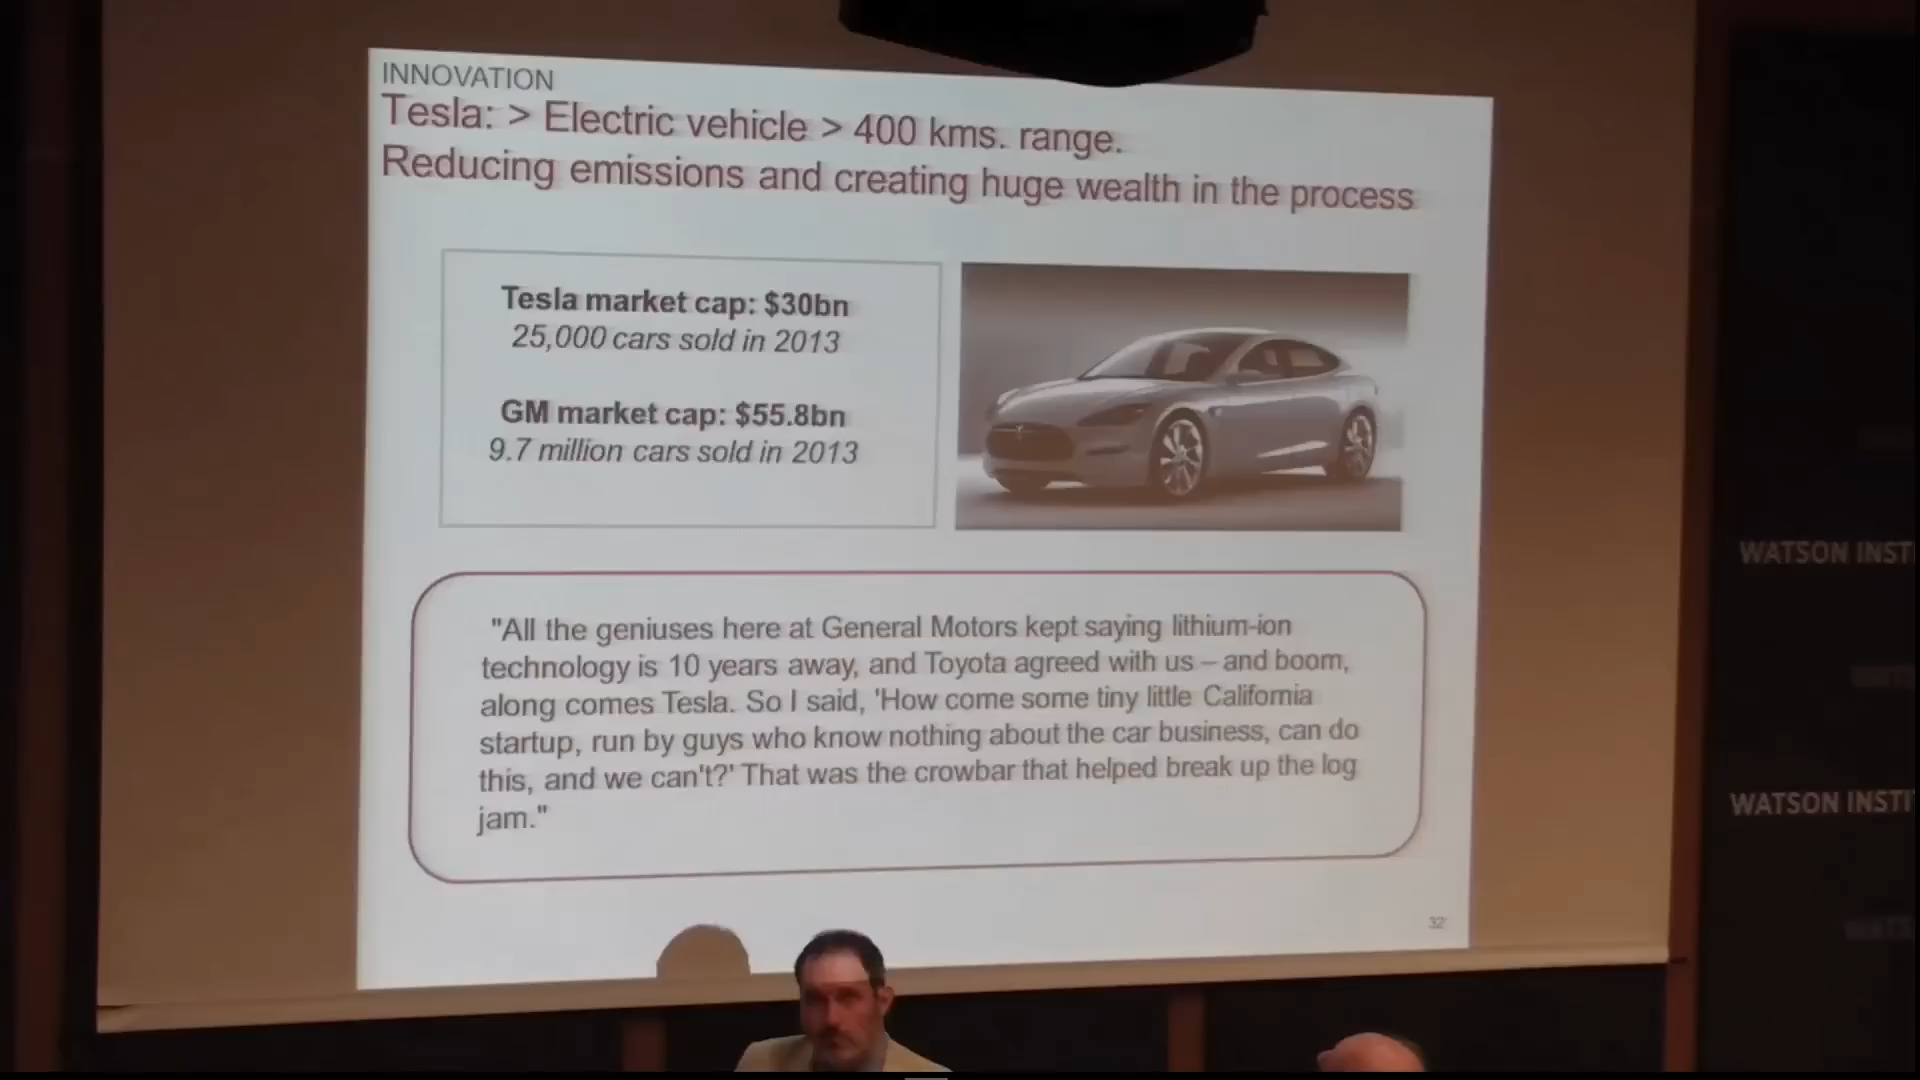 INNOVATION
Tesla: > Electric vehicle > 400 kms. range.
Reducing emissions and creating huge wealth in the process
Tesla market cap: $30bn
25,000 cars sold in 2013
GM market cap: $55.8bn
9.7 million cars sold in 2013
"All the geniuses here at General Motors kept saying lithium-ion
technology is 10 years away, and Toyota agreed with us – and boom,
along comes Tesla. So I said, 'How come some tiny little California
startup, run by guys who know nothing about the car business, can do
this, and we can't?' That was the crowbar that helped break up the log
jam."
32
WATSON INST
WATSON INSTI